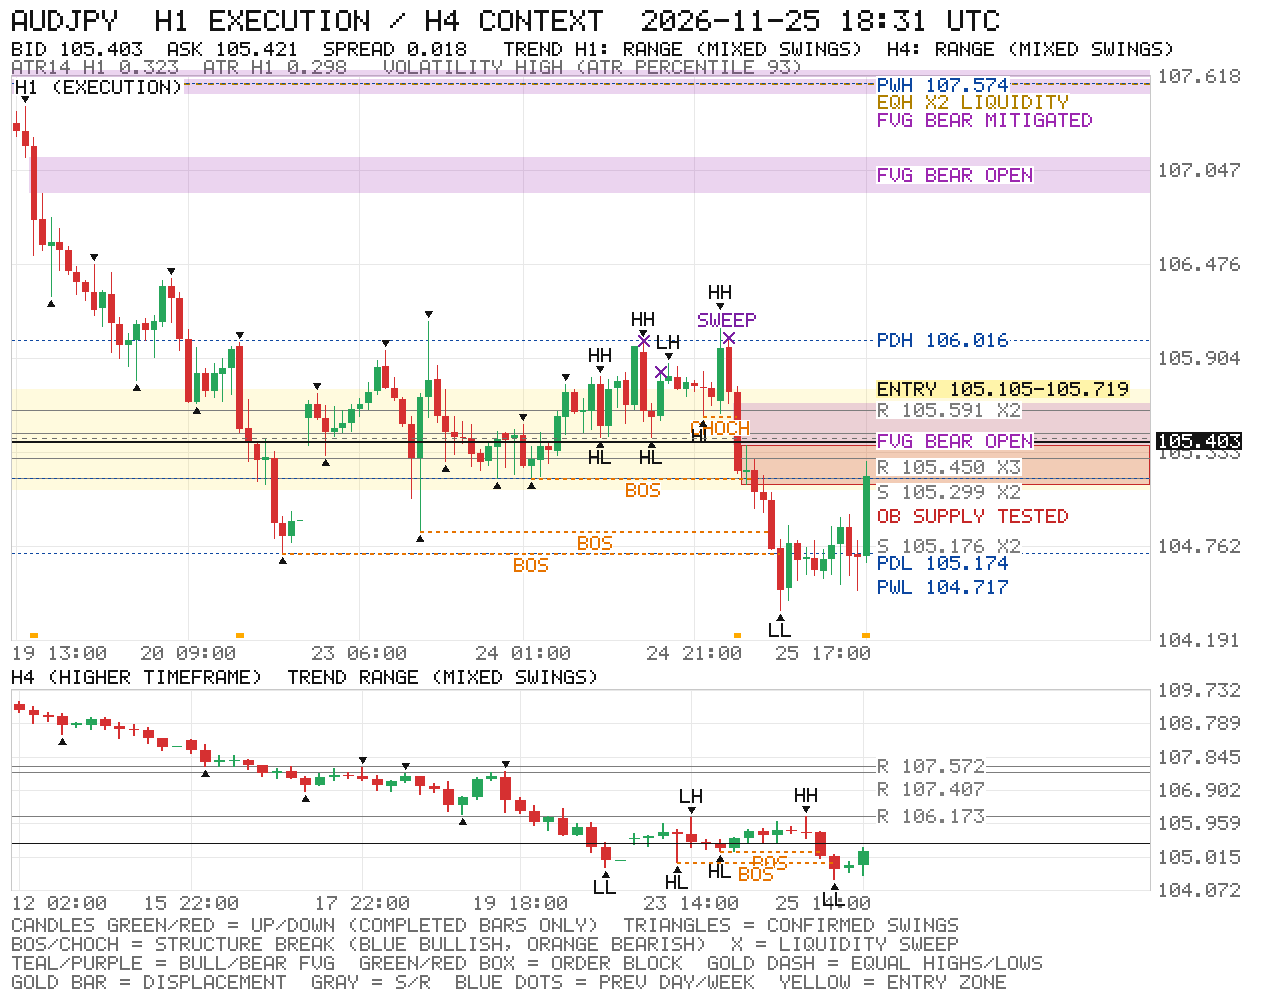 AUDJPY  H1 EXECUTION / H4 CONTEXT  2026-11-25 18:31 UTC
BID 105.403  ASK 105.421  SPREAD 0.018  TREND H1: RANGE (MIXED SWINGS)  H4: RANGE (MIXED SWINGS)
ATR14 H1 0.323  ATR H1 0.298  VOLATILITY HIGH (ATR PERCENTILE 93)
107.618
H1 (EXECUTION)
PWH 107.574
EQH X2 LIQUIDITY
FVG BEAR MITIGATED
107.047
FVG BEAR OPEN
106.476
HH
HH
SWEEP
LH
PDH 106.016
HH
105.904
ENTRY 105.105-105.719
R 105.591 X2
CHOCH
HL
FVG BEAR OPEN
105.403
105.333
HL
HL
R 105.450 X3
BOS
S 105.299 X2
OB SUPPLY TESTED
BOS
S 105.176 X2
104.762
BOS
PDL 105.174
PWL 104.717
LL
104.191
19 13:00
20 09:00
23 06:00
24 01:00
24 21:00
25 17:00
H4 (HIGHER TIMEFRAME)  TREND RANGE (MIXED SWINGS)
109.732
108.789
107.845
R 107.572
R 107.407
106.902
LH
HH
R 106.173
105.959
105.015
BOS
BOS
HL
HL
LL
LL
104.072
12 02:00
15 22:00
17 22:00
19 18:00
23 14:00
25 14:00
CANDLES GREEN/RED = UP/DOWN (COMPLETED BARS ONLY)  TRIANGLES = CONFIRMED SWINGS
BOS/CHOCH = STRUCTURE BREAK (BLUE BULLISH, ORANGE BEARISH)  X = LIQUIDITY SWEEP
TEAL/PURPLE = BULL/BEAR FVG  GREEN/RED BOX = ORDER BLOCK  GOLD DASH = EQUAL HIGHS/LOWS
GOLD BAR = DISPLACEMENT  GRAY = S/R  BLUE DOTS = PREV DAY/WEEK  YELLOW = ENTRY ZONE